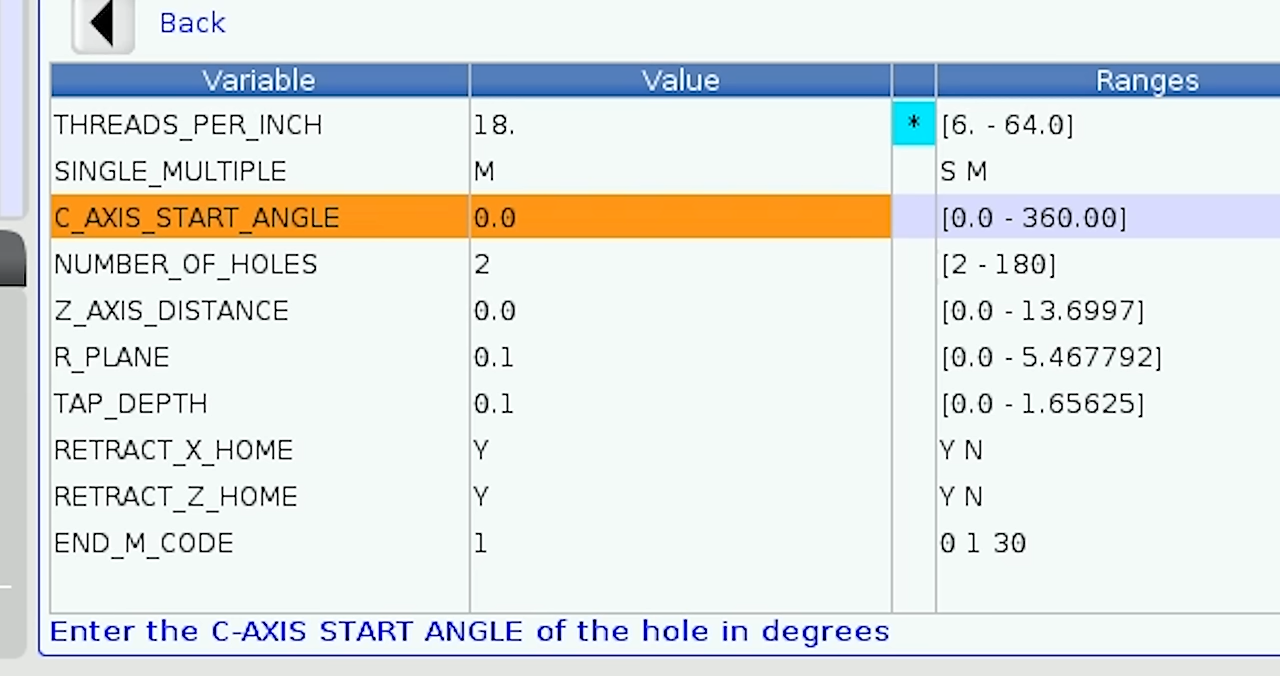 Back
Variable Value Ranges
THREADS_PER_INCH 18. * [6. - 64.0]
SINGLE_MULTIPLE M S M
C_AXIS_START_ANGLE 0.0 [0.0 - 360.00]
NUMBER_OF_HOLES 2 [2 - 180]
Z_AXIS_DISTANCE 0.0 [0.0 - 13.6997]
R_PLANE 0.1 [0.0 - 5.467792]
TAP_DEPTH 0.1 [0.0 - 1.65625]
RETRACT_X_HOME Y Y N
RETRACT_Z_HOME Y Y N
END_M_CODE 1 0 1 30
Enter the C-AXIS START ANGLE of the hole in degrees